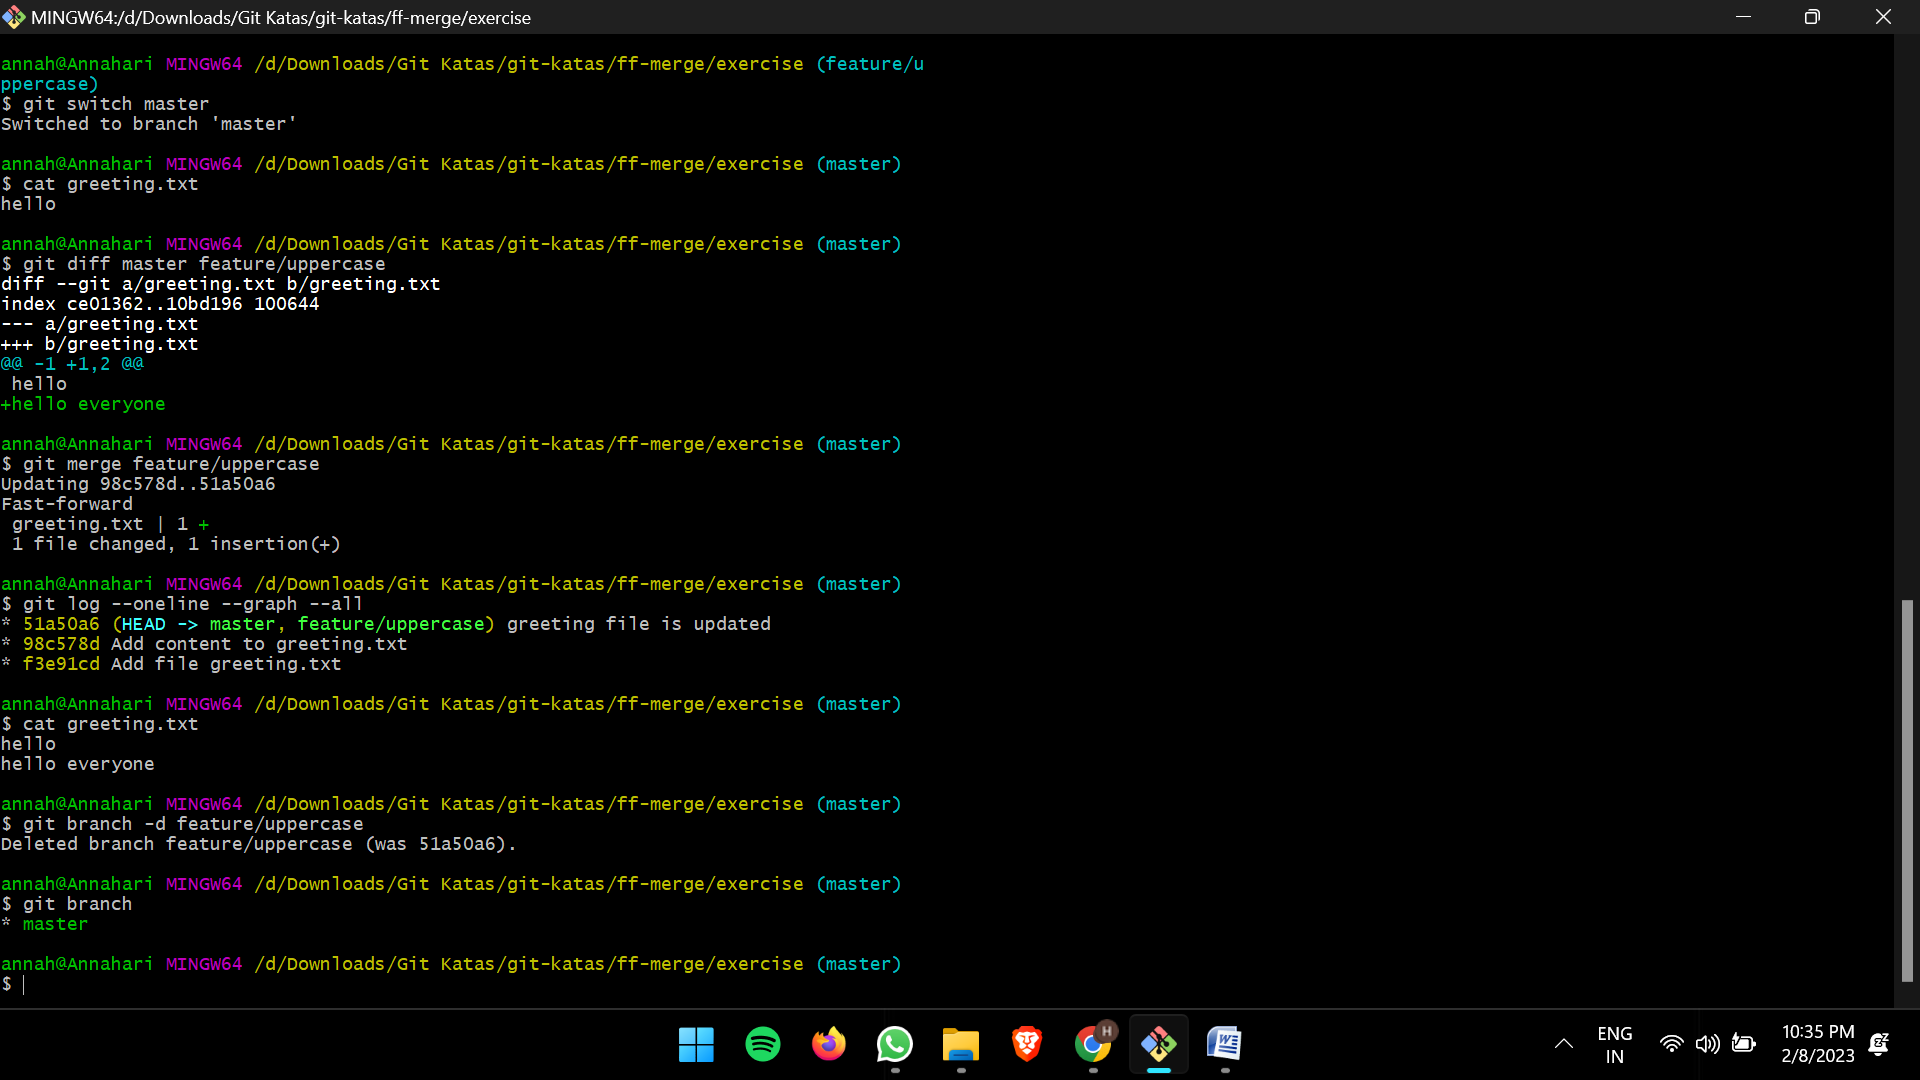 MINGW64:/d/Downloads/Git Katas/git-katas/ff-merge/exercise
annah@Annahari MINGW64 /d/Downloads/Git Katas/git-katas/ff-merge/exercise (feature/u
ppercase)
$ git switch master
Switched to branch 'master'
annah@Annahari MINGW64 /d/Downloads/Git Katas/git-katas/ff-merge/exercise (master)
$ cat greeting.txt
hello
annah@Annahari MINGW64 /d/Downloads/Git Katas/git-katas/ff-merge/exercise (master)
$ git diff master feature/uppercase
diff --git a/greeting.txt b/greeting.txt
index ce01362..10bd196 100644
--- a/greeting.txt
+++ b/greeting.txt
@@ -1 +1,2 @@
 hello
+hello everyone
annah@Annahari MINGW64 /d/Downloads/Git Katas/git-katas/ff-merge/exercise (master)
$ git merge feature/uppercase
Updating 98c578d..51a50a6
Fast-forward
 greeting.txt | 1 +
 1 file changed, 1 insertion(+)
annah@Annahari MINGW64 /d/Downloads/Git Katas/git-katas/ff-merge/exercise (master)
$ git log --oneline --graph --all
* 51a50a6 (HEAD -> master, feature/uppercase) greeting file is updated
* 98c578d Add content to greeting.txt
* f3e91cd Add file greeting.txt
annah@Annahari MINGW64 /d/Downloads/Git Katas/git-katas/ff-merge/exercise (master)
$ cat greeting.txt
hello
hello everyone
annah@Annahari MINGW64 /d/Downloads/Git Katas/git-katas/ff-merge/exercise (master)
$ git branch -d feature/uppercase
Deleted branch feature/uppercase (was 51a50a6).
annah@Annahari MINGW64 /d/Downloads/Git Katas/git-katas/ff-merge/exercise (master)
$ git branch
* master
annah@Annahari MINGW64 /d/Downloads/Git Katas/git-katas/ff-merge/exercise (master)
$
H
W
ENG
IN
10:35 PM
2/8/2023